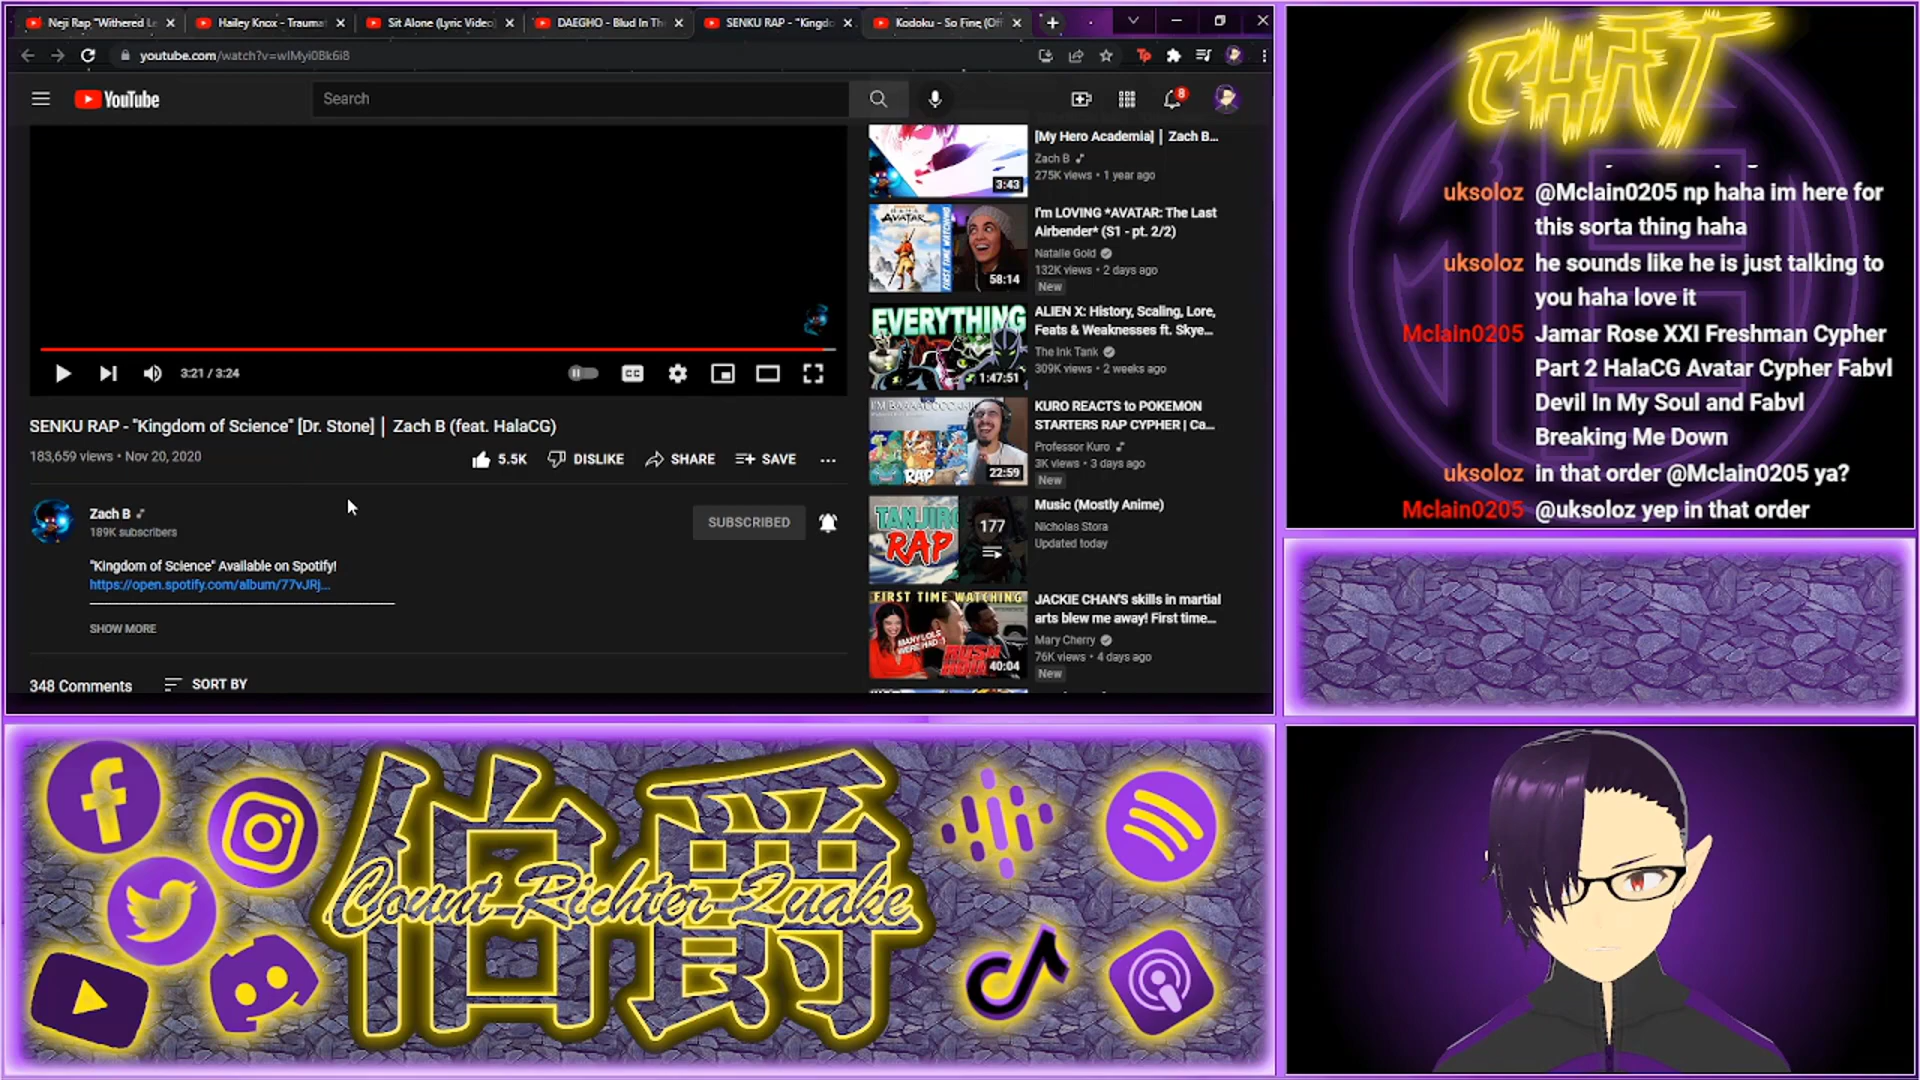 Neji Rap "Withered Le
Hailey Knox - Traumat
Sit Alone (Lyric Video)
DAEGHO - Blud In Th
SENKU RAP - "Kingdo
Kodoku - So Fine (Off
youtube.com/watch?v=wIMyi0Bk6i8
Tp
YouTube
Search
8
[My Hero Academia] | Zach B...
Zach B
275K views • 1 year ago
3:43
AVATAR
I'm LOVING *AVATAR: The Last
Airbender* (S1 - pt. 2/2)
Natalie Gold
132K views • 2 days ago
New
58:14
EVERYTHING
ALIEN X: History, Scaling, Lore,
Feats & Weaknesses ft. Skye...
The Ink Tank
309K views • 2 weeks ago
1:47:51
RAP
KURO REACTS to POKEMON
STARTERS RAP CYPHER | Ca...
Professor Kuro
3K views • 3 days ago
New
22:59
TANJIRO
RAP
177
Music (Mostly Anime)
Nicholas Stora
Updated today
FIRST TIME WATCHING
MANY LOLS
WERE HAD :)
RUSH
HOUR
40:04
JACKIE CHAN'S skills in martial
arts blew me away! First time...
Mary Cherry
76K views • 4 days ago
New
3:21 / 3:24
CC
SENKU RAP - "Kingdom of Science" [Dr. Stone] | Zach B (feat. HalaCG)
183,659 views • Nov 20, 2020
5.5K
DISLIKE
SHARE
SAVE
Zach B
189K subscribers
SUBSCRIBED
"Kingdom of Science" Available on Spotify!
https://open.spotify.com/album/77vJRj...
SHOW MORE
348 Comments
SORT BY
CHAT
uksoloz @Mclain0205 np haha im here for
this sorta thing haha
uksoloz he sounds like he is just talking to
you haha love it
Mclain0205 Jamar Rose XXI Freshman Cypher
Part 2 HalaCG Avatar Cypher Fabvl
Devil In My Soul and Fabvl
Breaking Me Down
uksoloz in that order @Mclain0205 ya?
Mclain0205 @uksoloz yep in that order
伯爵
Count Richter Quake